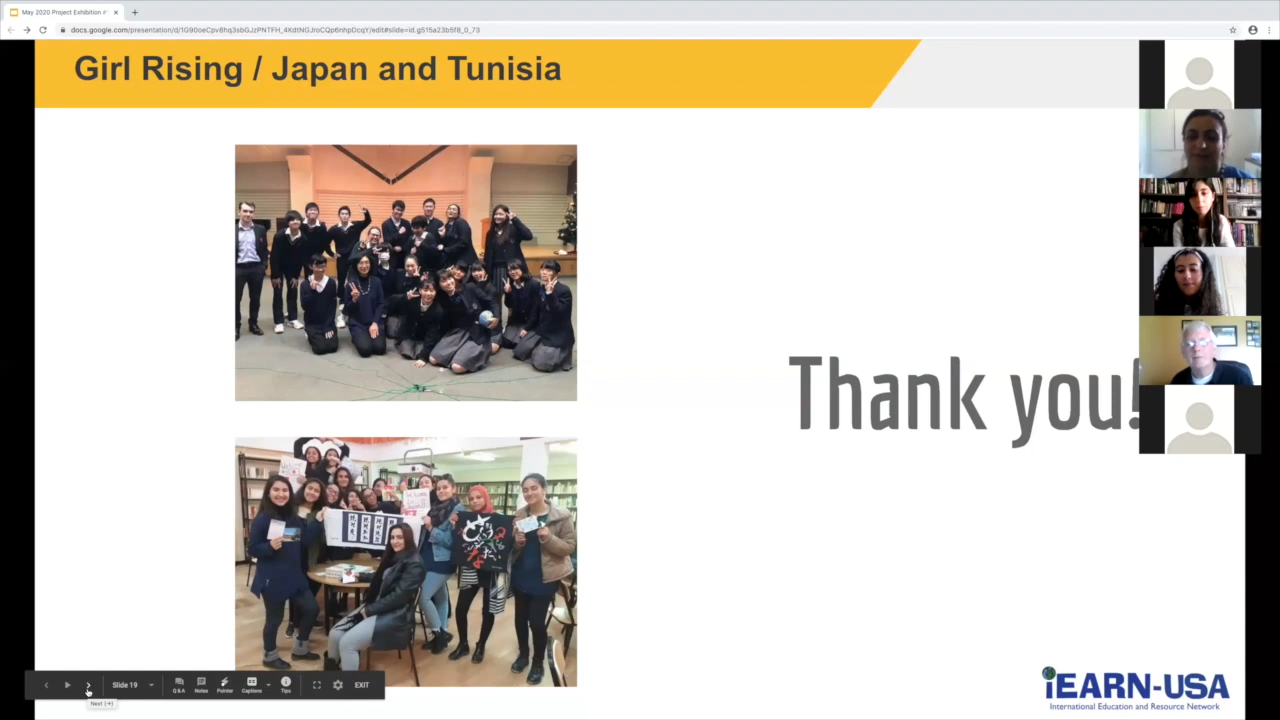 May 2020 Project Exhibition #
docs.google.com/presentation/d/1G90oeCpv8hq3sbGJzPNTFH_4KdtNGJroCQp6nhpDcqY/edit#slide=id.g515a23b5f8_0_73
Girl Rising / Japan and Tunisia
Thank you!
Slide 19
Q&A
Notes
Pointer
Captions
Tips
EXIT
Next (→)
iEARN-USA
International Education and Resource Network